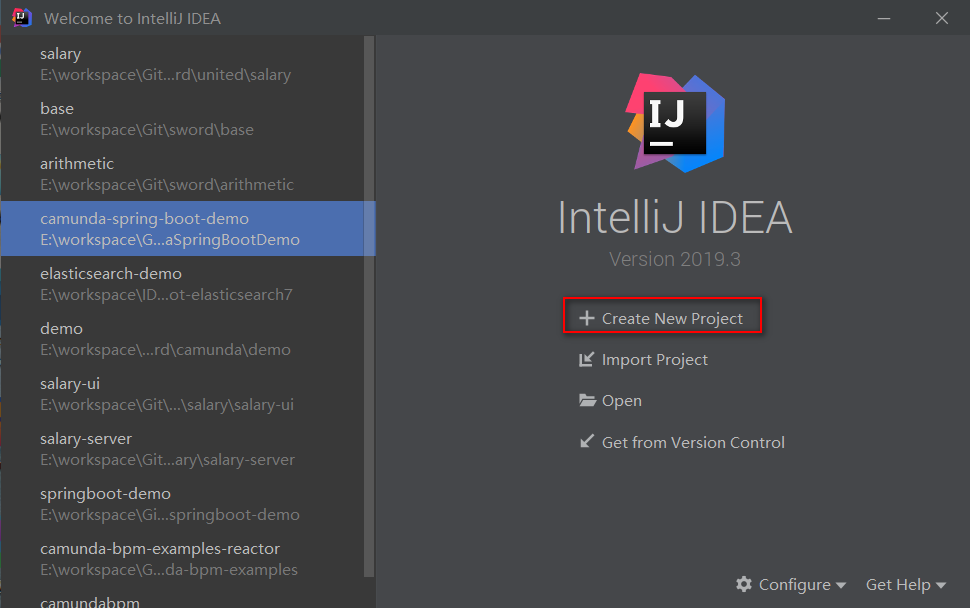 Welcome to IntelliJ IDEA
salary
E:\workspace\Git...rd\united\salary
base
E:\workspace\Git\sword\base
arithmetic
E:\workspace\Git\sword\arithmetic
camunda-spring-boot-demo
E:\workspace\G...aSpringBootDemo
elasticsearch-demo
E:\workspace\ID...ot-elasticsearch7
demo
E:\workspace\...rd\camunda\demo
salary-ui
E:\workspace\Git\...\salary\salary-ui
salary-server
E:\workspace\Git...ary\salary-server
springboot-demo
E:\workspace\Gi...springboot-demo
camunda-bpm-examples-reactor
E:\workspace\G...da-bpm-examples
camundabpm
IJ
IntelliJ IDEA
Version 2019.3
Create New Project
Import Project
Open
Get from Version Control
Configure
Get Help